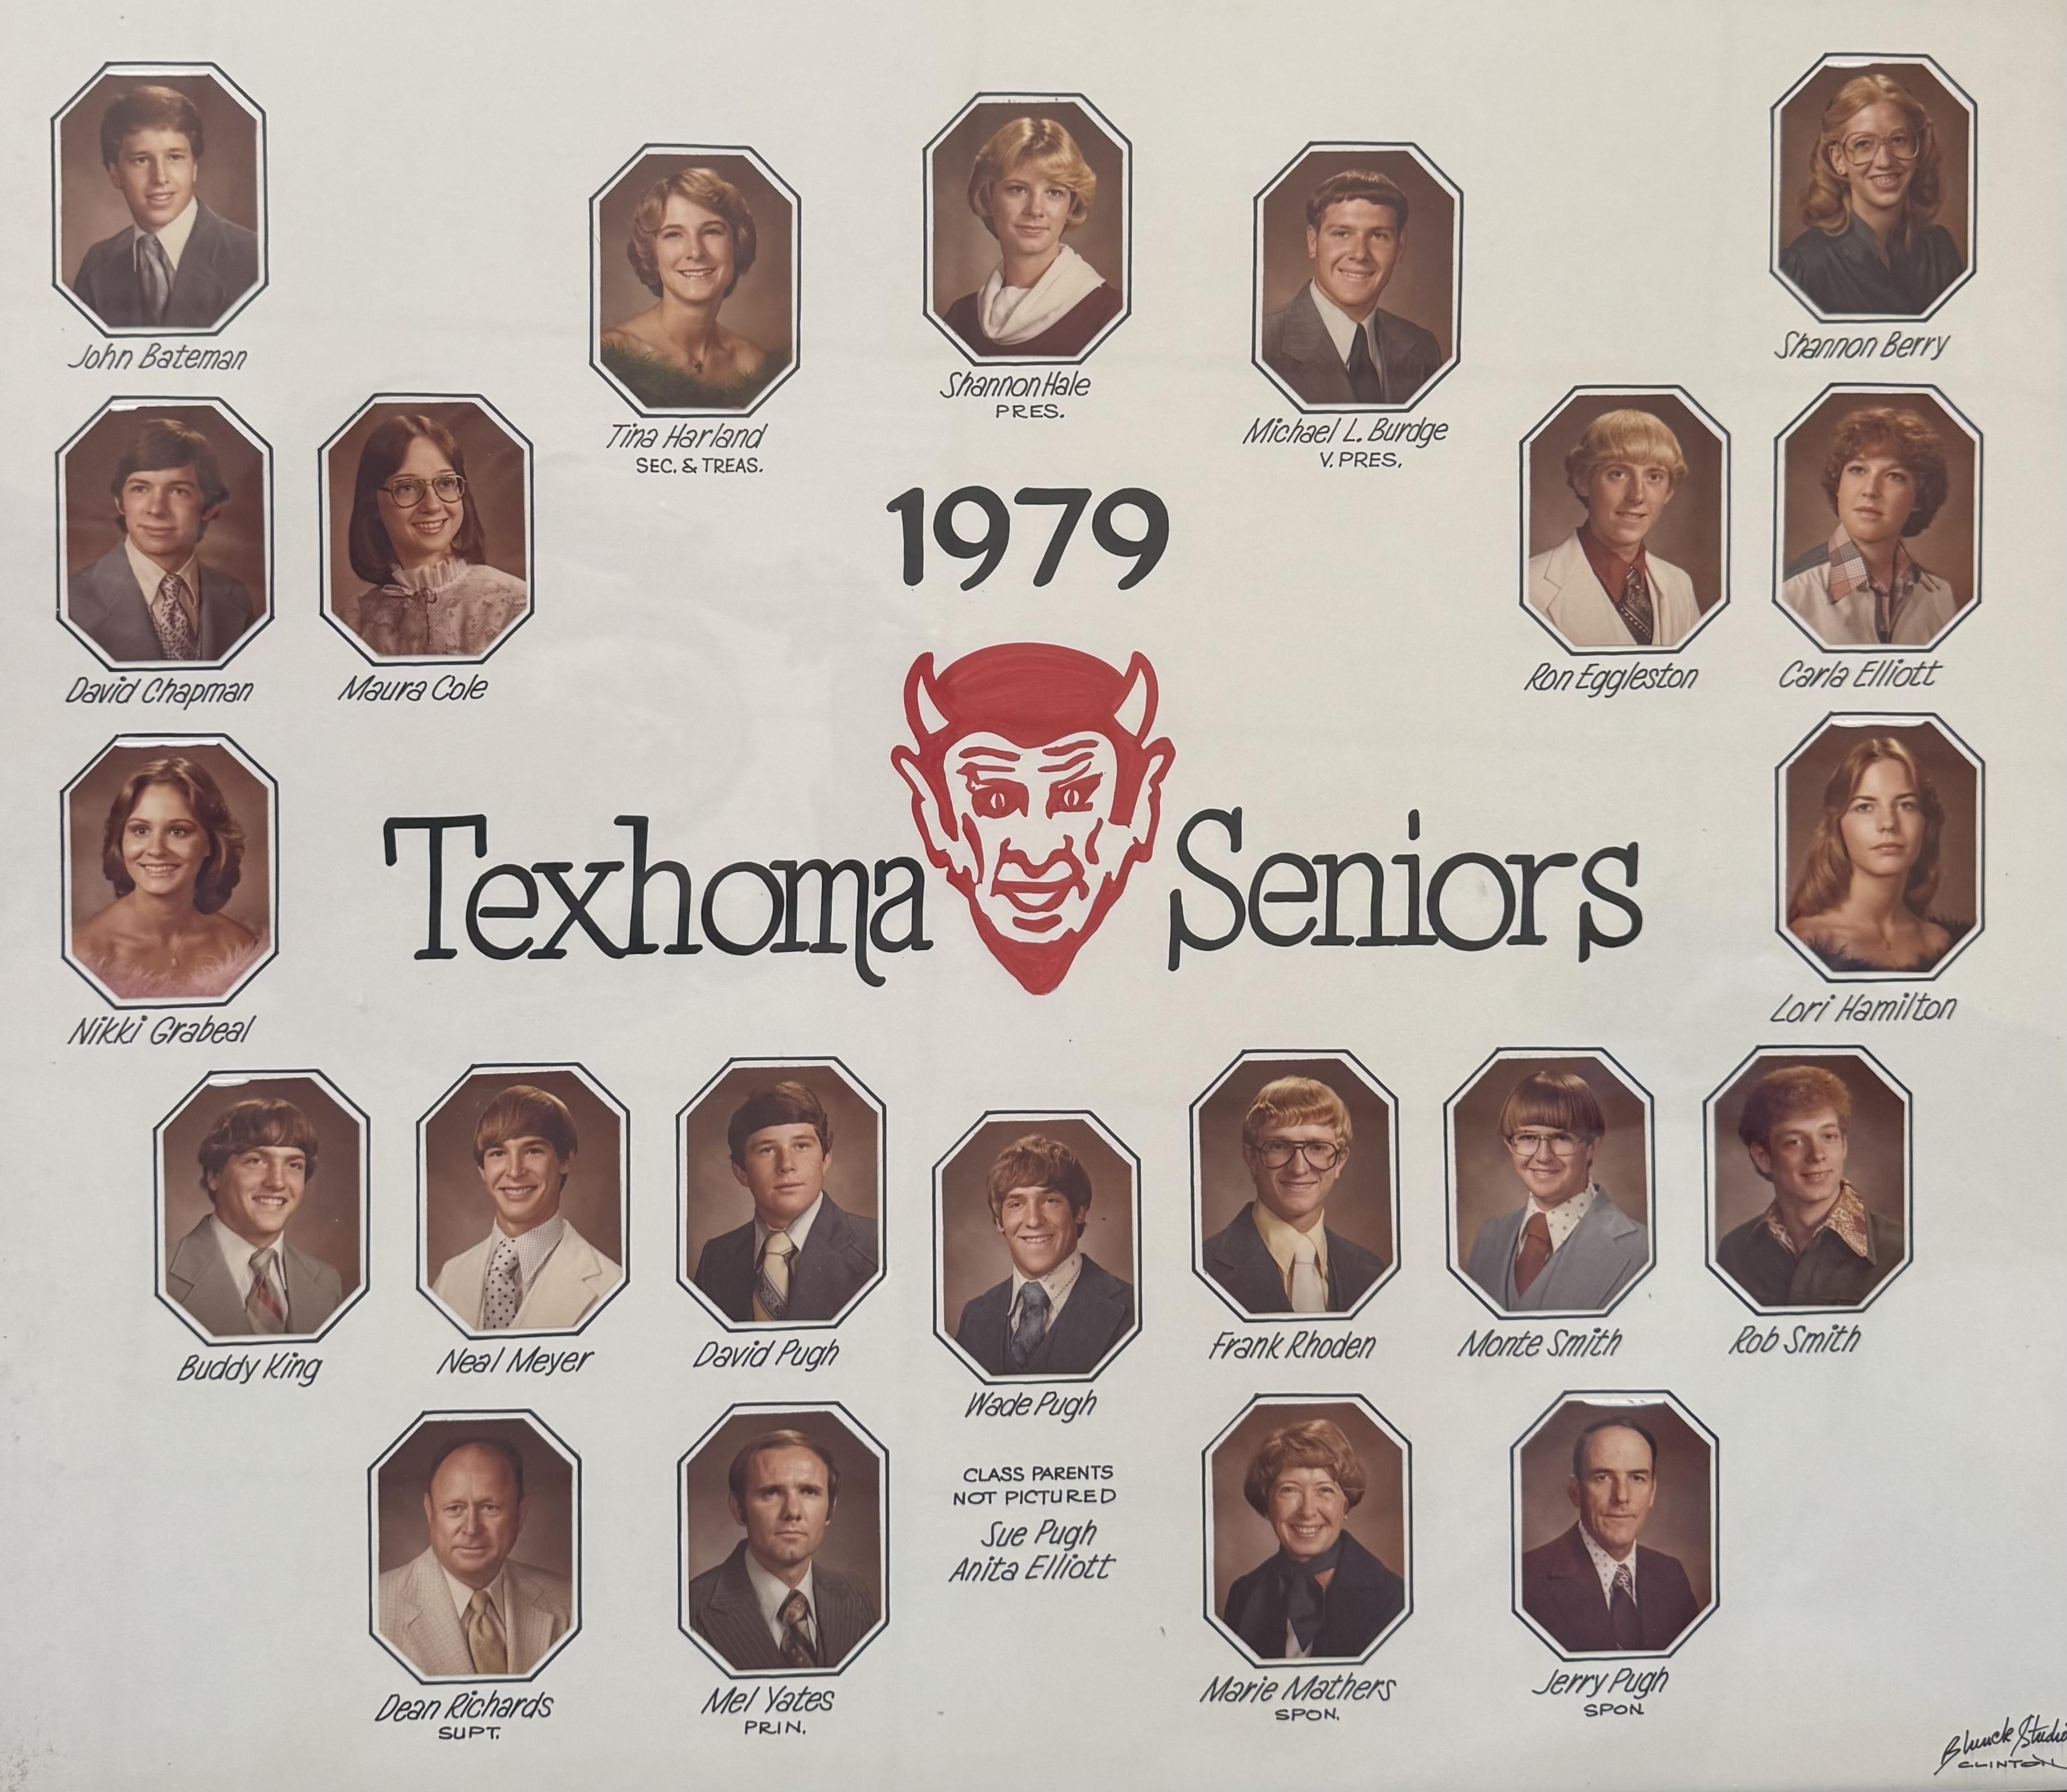 John Bateman
Tina Harland
SEC. & TREAS.
Shannon Hale
PRES.
Michael L. Burdge
V. PRES.
Shannon Berry
David Chapman
Maura Cole
1979
Ron Eggleston
Carla Elliott
Nikki Grabeal
Texhoma Seniors
Lori Hamilton
Buddy King
Neal Meyer
David Pugh
Wade Pugh
Frank Rhoden
Monte Smith
Rob Smith
Dean Richards
SUPT.
Mel Yates
PRIN.
CLASS PARENTS
NOT PICTURED
Sue Pugh
Anita Elliott
Marie Mathers
SPON.
Jerry Pugh
SPON
Blunck Studio
CLINTON